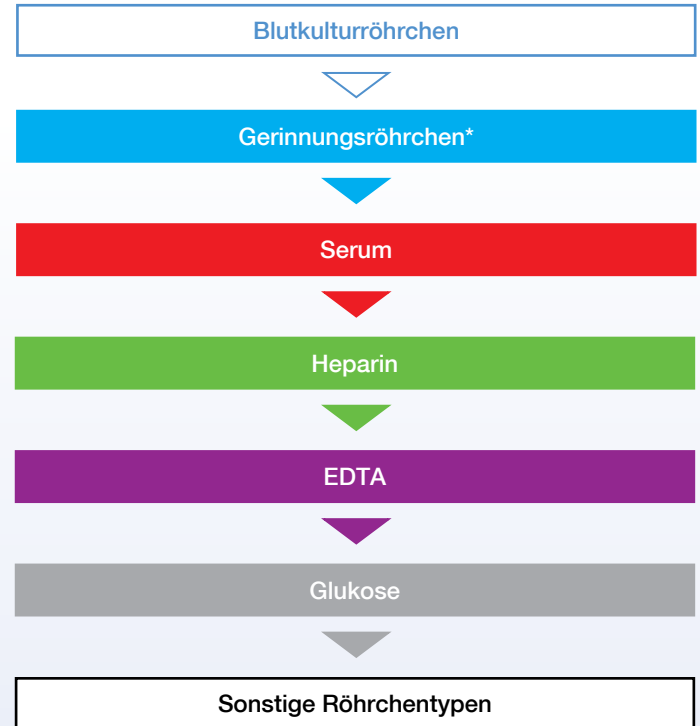 Blutkulturröhrchen
Gerinnungsröhrchen*
Serum
Heparin
EDTA
Glukose
Sonstige Röhrchentypen